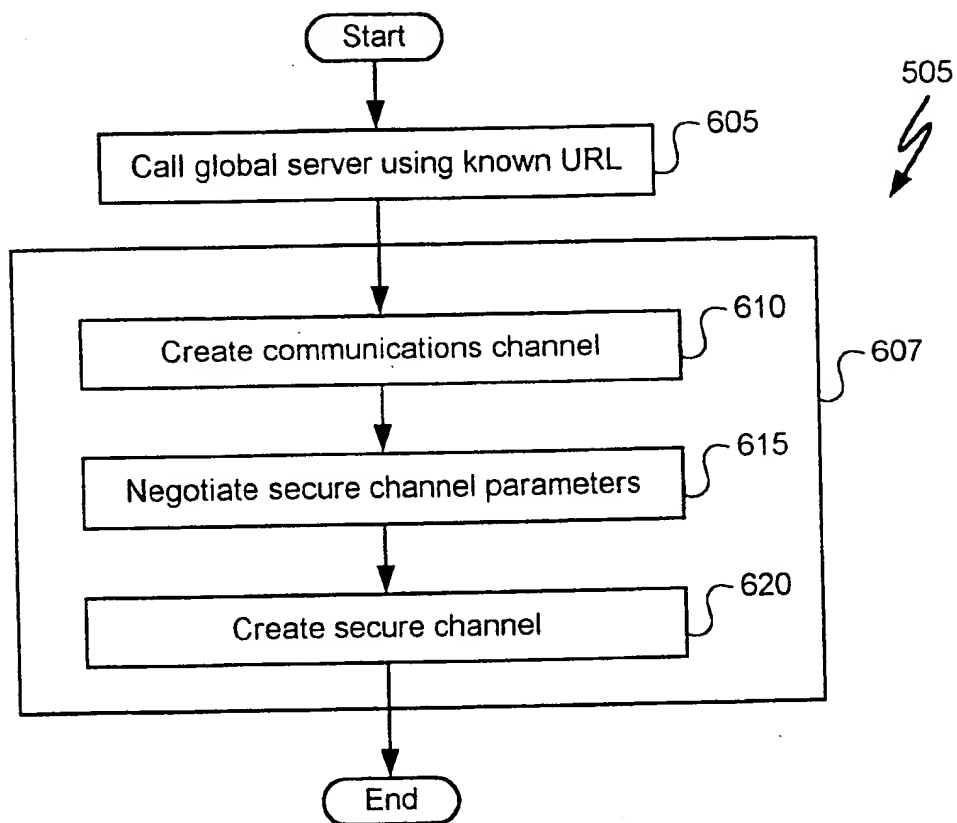 Start
505
605
Call global server using known URL
610
Create communications channel
607
615
Negotiate secure channel parameters
620
Create secure channel
End